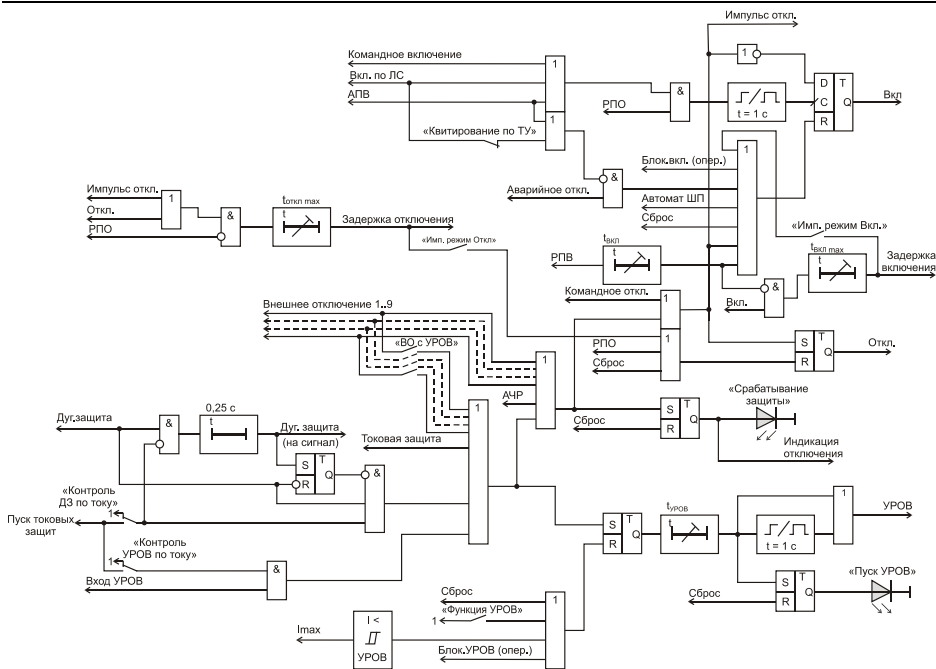 Импульс откл.
Командное включение
Вкл. по ЛС
АПВ
1
1
«Квитирование по ТУ»
РПО
&
t = 1 с
1
D T
C Q
R
Вкл
Блок.вкл. (опер.)
1
&
Аварийное откл.
Автомат ШП
Сброс
Импульс откл.
Откл.
РПО
1
&
tоткл max
t
Задержка отключения
«Имп. режим Откл»
РПВ
tвкл
t
«Имп. режим Вкл.»
tвкл max
t
Задержка
включения
&
Вкл.
Командное откл.
1
1
РПО
Сброс
S T
R Q
Откл.
Внешнее отключение 1..9
«ВО с УРОВ»
1
АЧР
S T
R Q
Сброс
«Срабатывание
защиты»
Индикация
отключения
Дуг.защита
&
0,25 с
t
Дуг. защита
(на сигнал)
S T
R Q
&
Токовая защита
1
«Контроль
ДЗ по току»
1
Пуск токовых
защит
«Контроль
УРОВ по току»
1
Вход УРОВ
&
S T
R Q
tУРОВ
t
t = 1 с
1
УРОВ
S T
R Q
Сброс
«Пуск УРОВ»
Сброс
«Функция УРОВ»
1
1
Imax
I <
УРОВ
Блок.УРОВ (опер.)